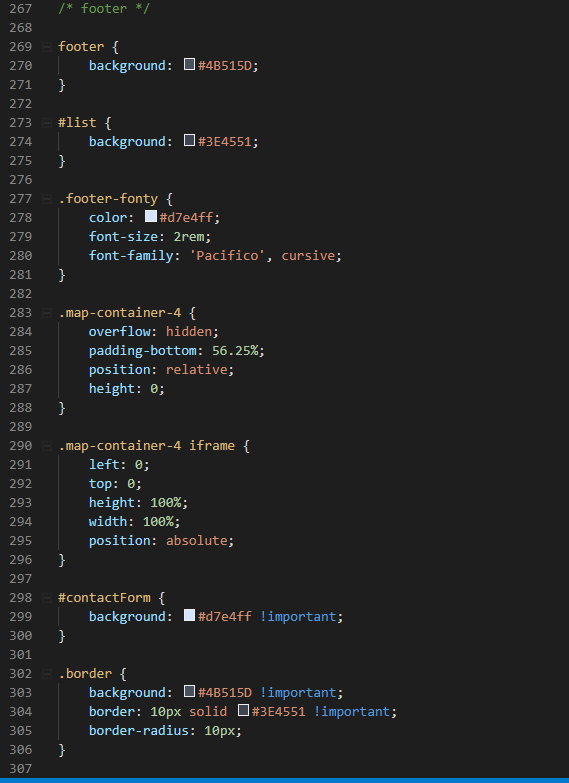 267 /* footer */
268
269 footer {
270 background: #4B515D;
271 }
272
273 #list {
274 background: #3E4551;
275 }
276
277 .footer-fonty {
278 color: #d7e4ff;
279 font-size: 2rem;
280 font-family: 'Pacifico', cursive;
281 }
282
283 .map-container-4 {
284 overflow: hidden;
285 padding-bottom: 56.25%;
286 position: relative;
287 height: 0;
288 }
289
290 .map-container-4 iframe {
291 left: 0;
292 top: 0;
293 height: 100%;
294 width: 100%;
295 position: absolute;
296 }
297
298 #contactForm {
299 background: #d7e4ff !important;
300 }
301
302 .border {
303 background: #4B515D !important;
304 border: 10px solid #3E4551 !important;
305 border-radius: 10px;
306 }
307